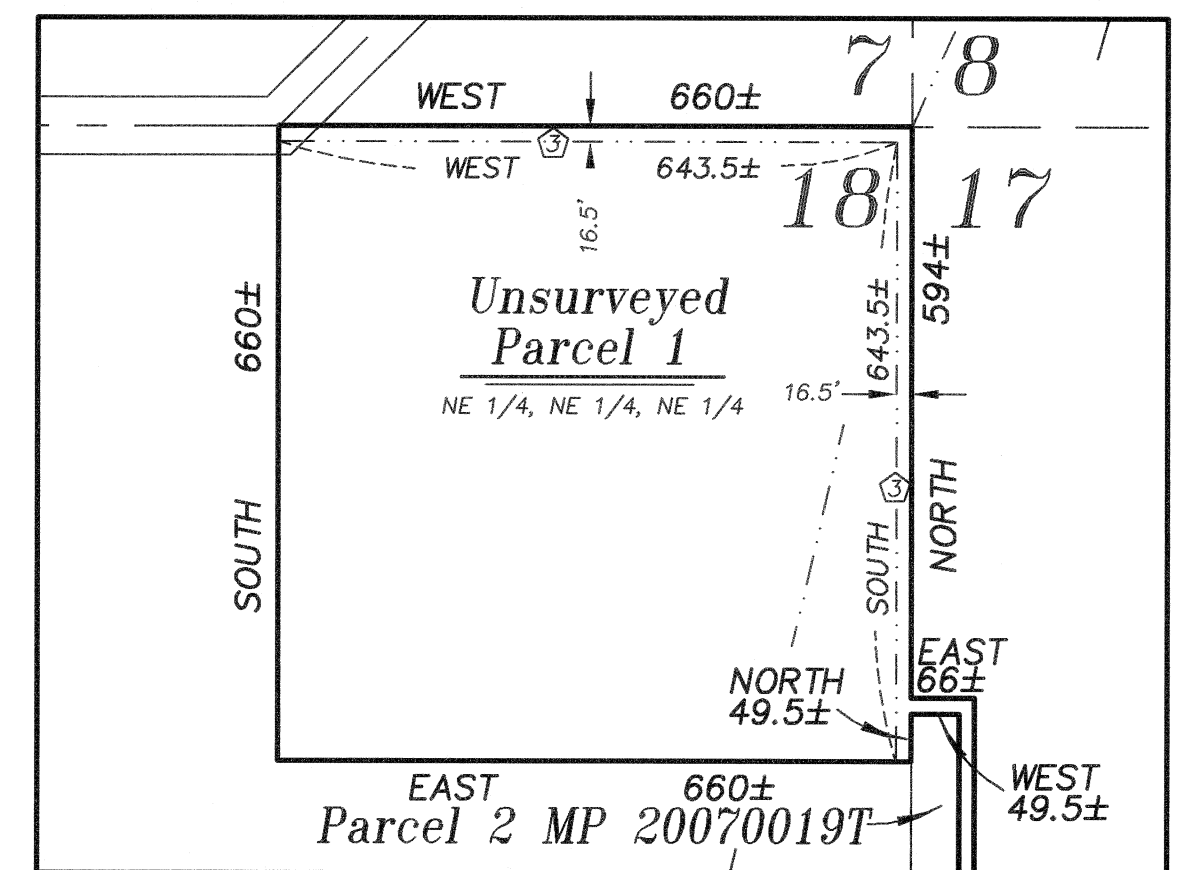 7 8
WEST 660±
3
WEST 643.5±
18 17
16.5'
594±
660±
643.5±
Unsurveyed
Parcel 1
16.5'
NE 1/4, NE 1/4, NE 1/4
3
NORTH
SOUTH
SOUTH
EAST
66±
NORTH
49.5±
WEST
49.5±
EAST 660±
Parcel 2 MP 20070019T